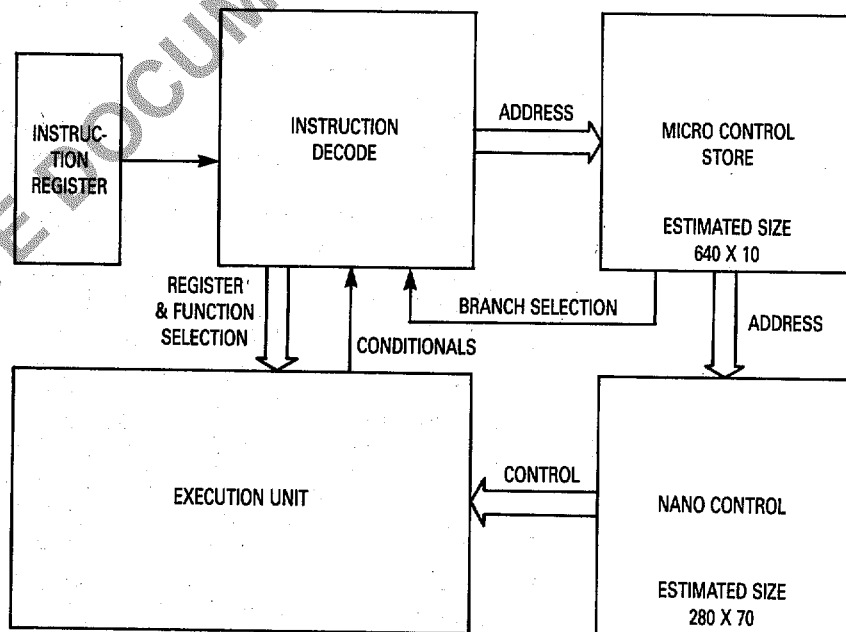 E DOCUM
INSTRUC-
TION
REGISTER
INSTRUCTION
DECODE
ADDRESS
MICRO CONTROL
STORE
ESTIMATED SIZE
640 X 10
REGISTER
& FUNCTION
SELECTION
CONDITIONALS
BRANCH SELECTION
ADDRESS
EXECUTION UNIT
CONTROL
NANO CONTROL
ESTIMATED SIZE
280 X 70